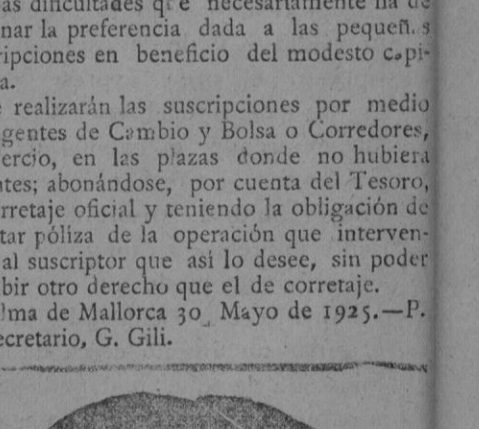 as dificultades q e necesariamente ha de
nar la preferencia dada a las pequeñ.s
ripciones en beneficio del modesto c.pi-
a.
e realizarán las suscripciones por medio
gentes de Cambio y Bolsa o Corredores,
ercio, en las plazas donde no hubiera
ntes; abonándose, por cuenta del Tesoro,
rretaje oficial y teniendo la obligación de
tar póliza de la operación que interven-
al suscriptor que así lo desee, sin poder
bir otro derecho que el de corretaje.
lma de Mallorca 30 Mayo de 1925.—P.
ecretario, G. Gili.